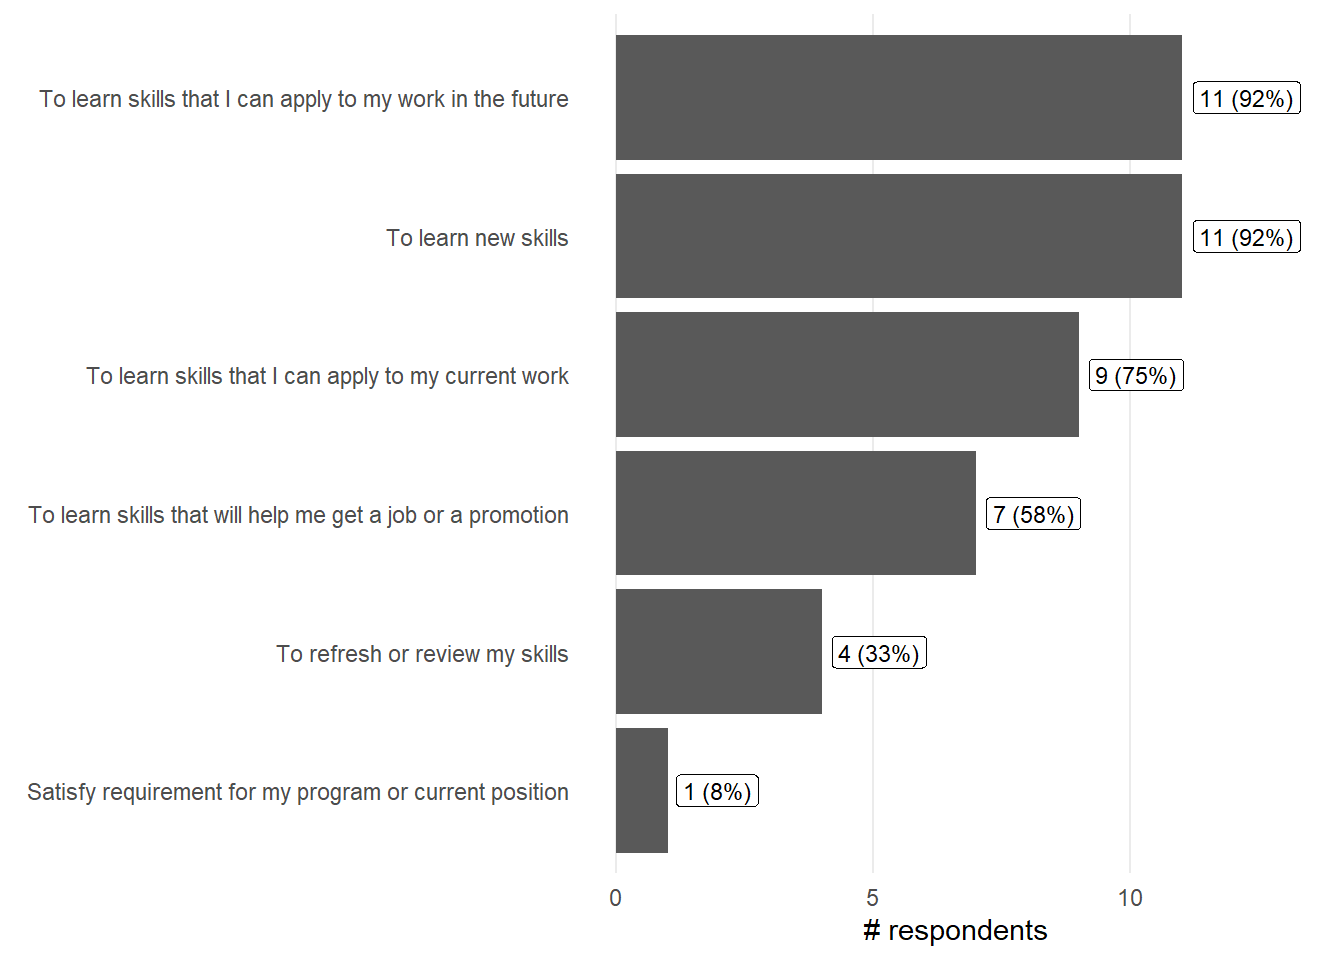 To learn skills that I can apply to my work in the future
11 (92%)
To learn new skills
11 (92%)
To learn skills that I can apply to my current work
9 (75%)
To learn skills that will help me get a job or a promotion
7 (58%)
To refresh or review my skills
4 (33%)
Satisfy requirement for my program or current position
1 (8%)
0 5 10
# respondents